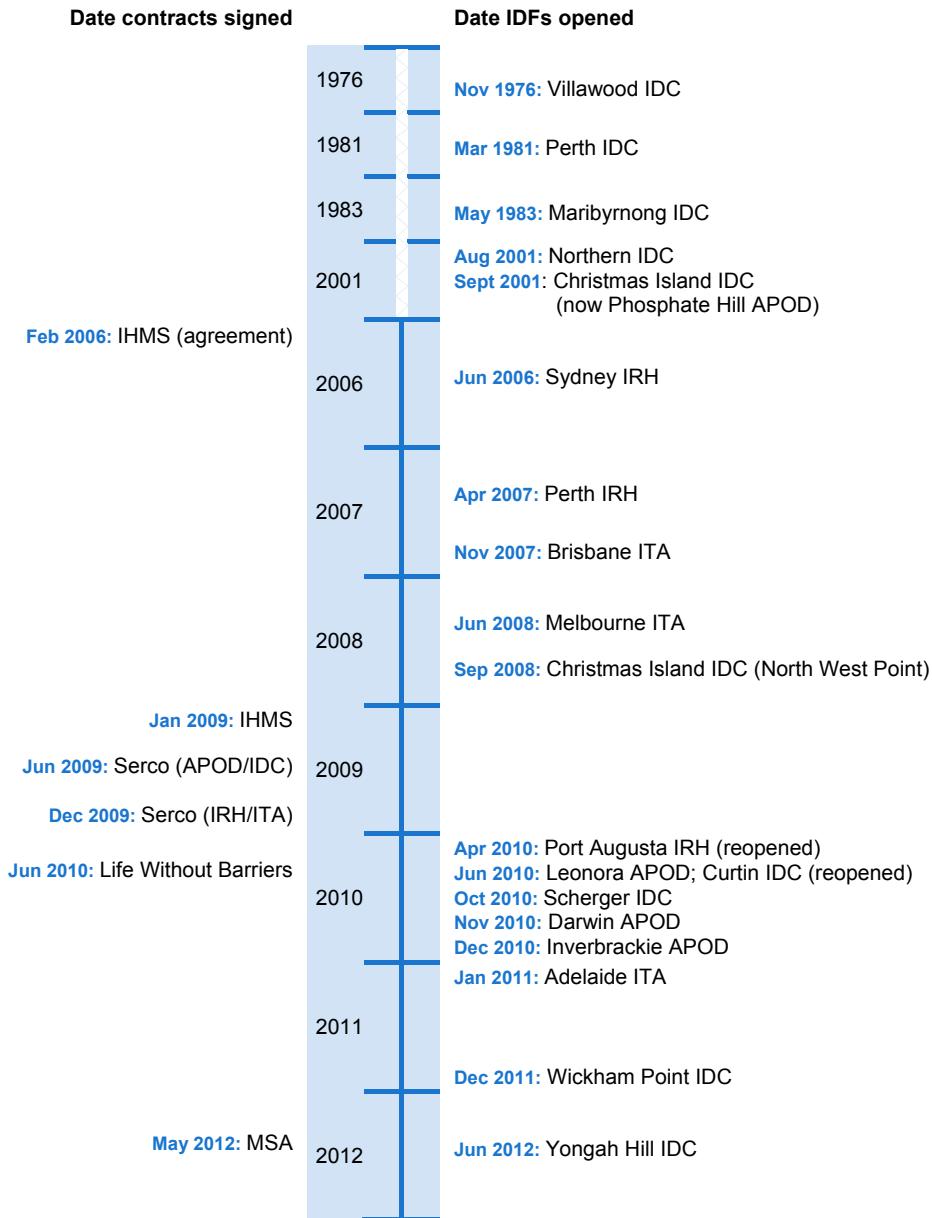 Date contracts signed
Date IDFs opened
1976
Nov 1976: Villawood IDC
1981
Mar 1981: Perth IDC
1983
May 1983: Maribyrnong IDC
2001
Aug 2001: Northern IDC
Sept 2001: Christmas Island IDC
(now Phosphate Hill APOD)
Feb 2006: IHMS (agreement)
2006
Jun 2006: Sydney IRH
2007
Apr 2007: Perth IRH
Nov 2007: Brisbane ITA
2008
Jun 2008: Melbourne ITA
Sep 2008: Christmas Island IDC (North West Point)
Jan 2009: IHMS
Jun 2009: Serco (APOD/IDC)
2009
Dec 2009: Serco (IRH/ITA)
Jun 2010: Life Without Barriers
2010
Apr 2010: Port Augusta IRH (reopened)
Jun 2010: Leonora APOD; Curtin IDC (reopened)
Oct 2010: Scherger IDC
Nov 2010: Darwin APOD
Dec 2010: Inverbrackie APOD
2011
Jan 2011: Adelaide ITA
Dec 2011: Wickham Point IDC
May 2012: MSA
2012
Jun 2012: Yongah Hill IDC